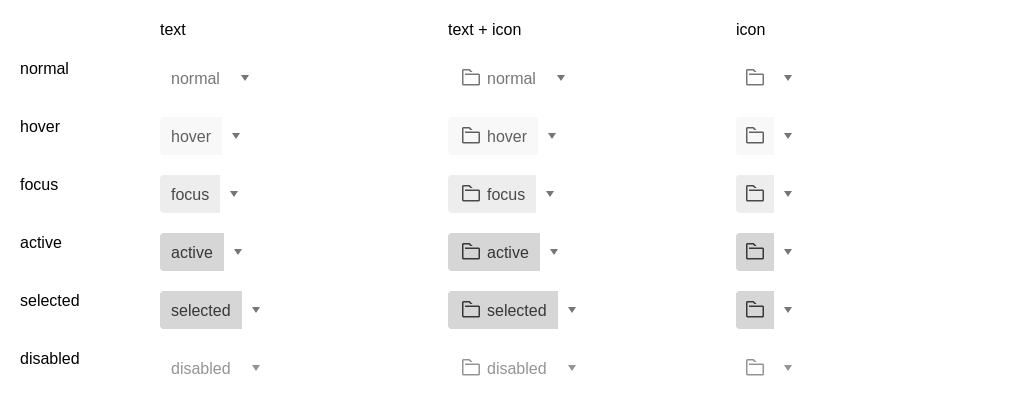 text text + icon icon
normal normal normal
hover hover hover
focus focus focus
active active active
selected selected selected
disabled disabled disabled